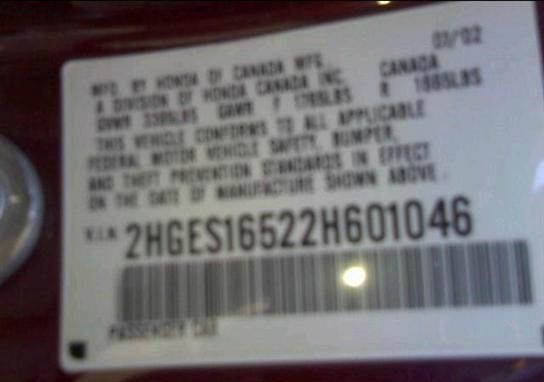 01/02
MFD. BY HONDA OF CANADA MFG., CANADA
A DIVISION OF HONDA CANADA INC.
GVWR 3395LBS GAWR F 1785LBS R 1665LBS
THIS VEHICLE CONFORMS TO ALL APPLICABLE
FEDERAL MOTOR VEHICLE SAFETY, BUMPER,
AND THEFT PREVENTION STANDARDS IN EFFECT
ON THE DATE OF MANUFACTURE SHOWN ABOVE.
V.I.N. 2HGES16522H601046
PASSENGER CAR